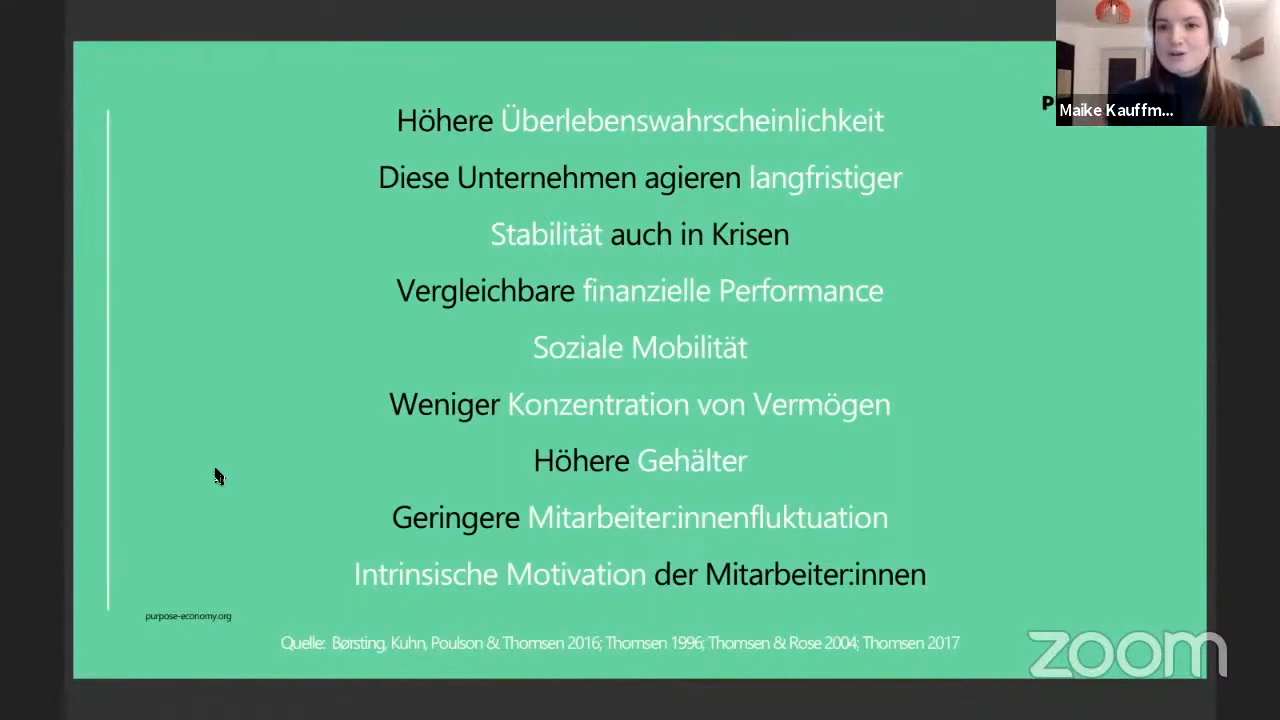 Höhere Überlebenswahrscheinlichkeit
P
Maike Kauffm...
Diese Unternehmen agieren langfristiger
Stabilität auch in Krisen
Vergleichbare finanzielle Performance
Soziale Mobilität
Weniger Konzentration von Vermögen
Höhere Gehälter
Geringere Mitarbeiter:innenfluktuation
Intrinsische Motivation der Mitarbeiter:innen
purpose-economy.org
Quelle: Børsting, Kuhn, Poulson & Thomsen 2016; Thomsen 1996; Thomsen & Rose 2004; Thomsen 2017
zoom